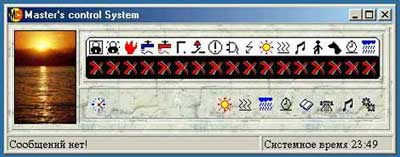 Master's control System
Сообщений нет!
Системное время 23:49